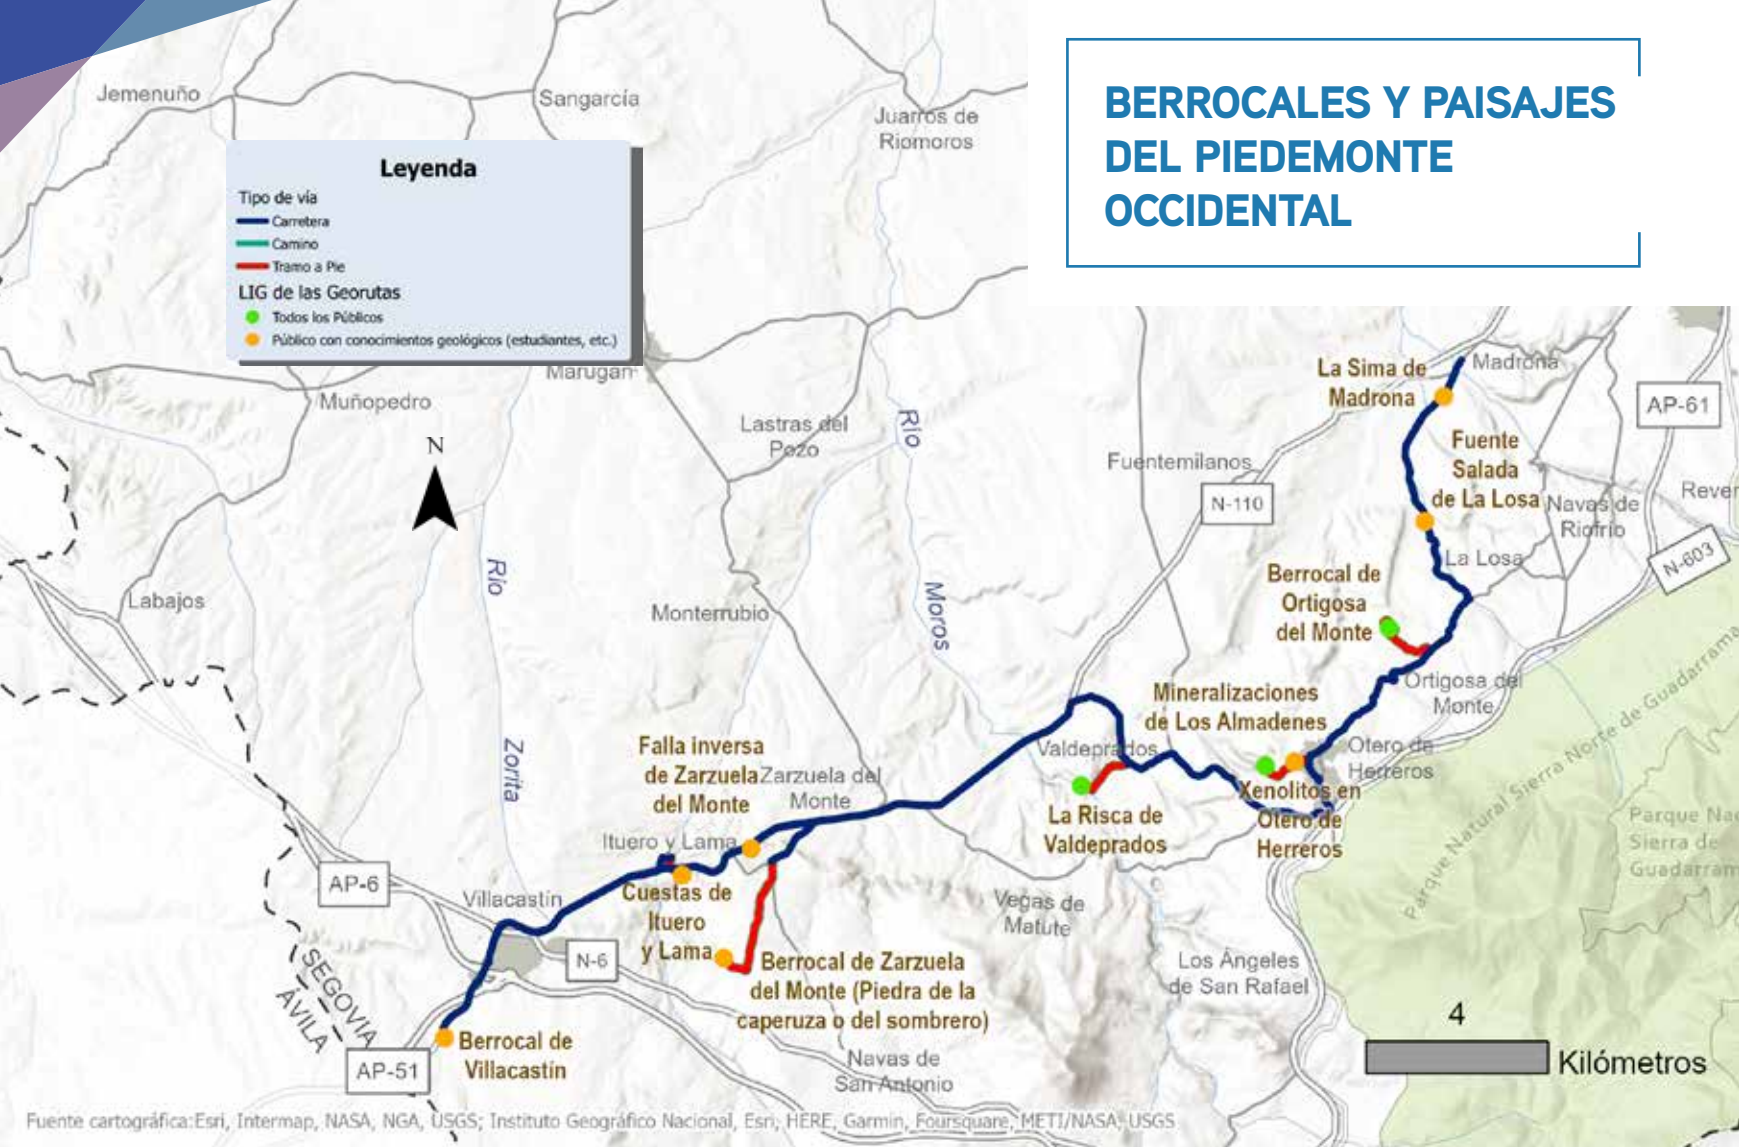 BERROCALES Y PAISAJES
DEL PIEDEMONTE
OCCIDENTAL
Leyenda
Tipo de vía
Carretera
Camino
Tramo a Pie
LIG de las Georutas
Todos los Públicos
Público con conocimientos geológicos (estudiantes, etc.)
Jemenuño
Sangarcía
Juarros de
Riomoros
Marugán
Muñopedro
N
Lastras del
Pozo
Río
Moros
Fuentemilanos
N-110
La Sima de
Madrona
Madrona
AP-61
Fuente
Salada
de La Losa
Navas de
Riofrío
Rever
N-603
La Losa
Berrocal de
Ortigosa
del Monte
Ortigosa del
Monte
Labajos
Río
Zorita
Monterrubio
Mineralizaciones
de Los Almadenes
Valdeprados
Otero de
Herreros
Xenolitos en
Otero de
Herreros
La Risca de
Valdeprados
Falla inversa
de Zarzuela
del Monte
Zarzuela del
Monte
Ituero y Lama
Cuestas de
Ituero
y Lama
AP-6
Villacastín
N-6
Berrocal de Zarzuela
del Monte (Piedra de la
caperuza o del sombrero)
Vegas de
Matute
Los Ángeles
de San Rafael
Parque Natural Sierra Norte de Guadarrama
Parque Nac
Sierra de
Guadarram
SEGOVIA
ÁVILA
AP-51
Berrocal de
Villacastín
Navas de
San Antonio
4
Kilómetros
Fuente cartográfica:Esri, Intermap, NASA, NGA, USGS; Instituto Geográfico Nacional, Esri, HERE, Garmin, Foursquare, METI/NASA, USGS